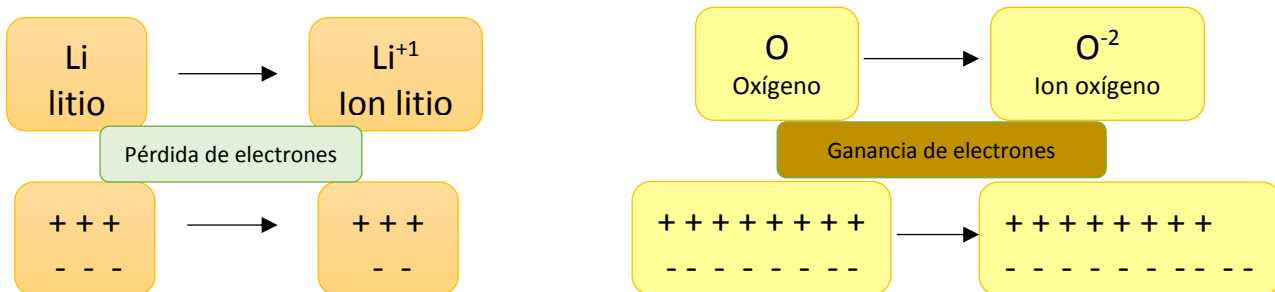 Li
litio
Li+1
Ion litio
Pérdida de electrones
+ + +
- - -
+ + +
- -
O
Oxígeno
O-2
Ion oxígeno
Ganancia de electrones
+ + + + + + + +
- - - - - - - -
+ + + + + + + +
- - - - - - - - - -